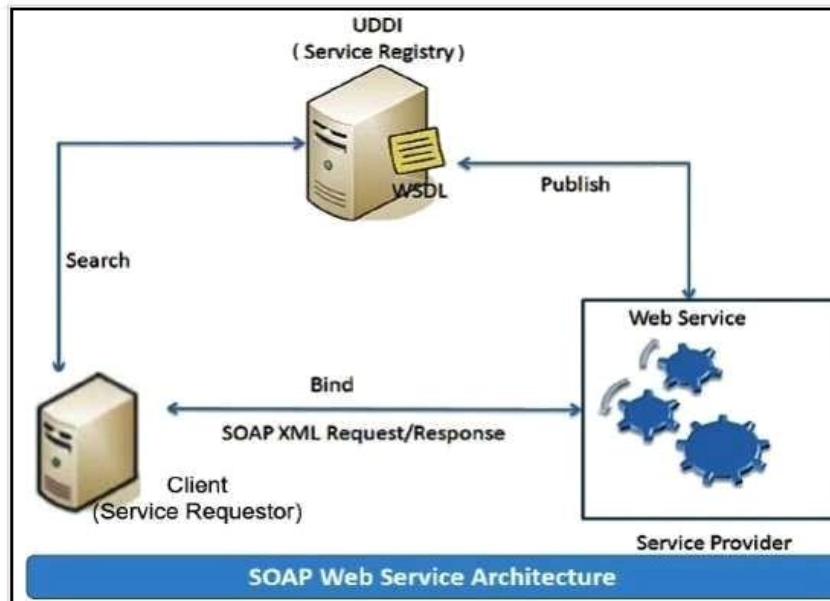 UDDI
( Service Registry )
WSDL
Publish
Search
Web Service
Bind
SOAP XML Request/Response
Client
(Service Requestor)
Service Provider
SOAP Web Service Architecture